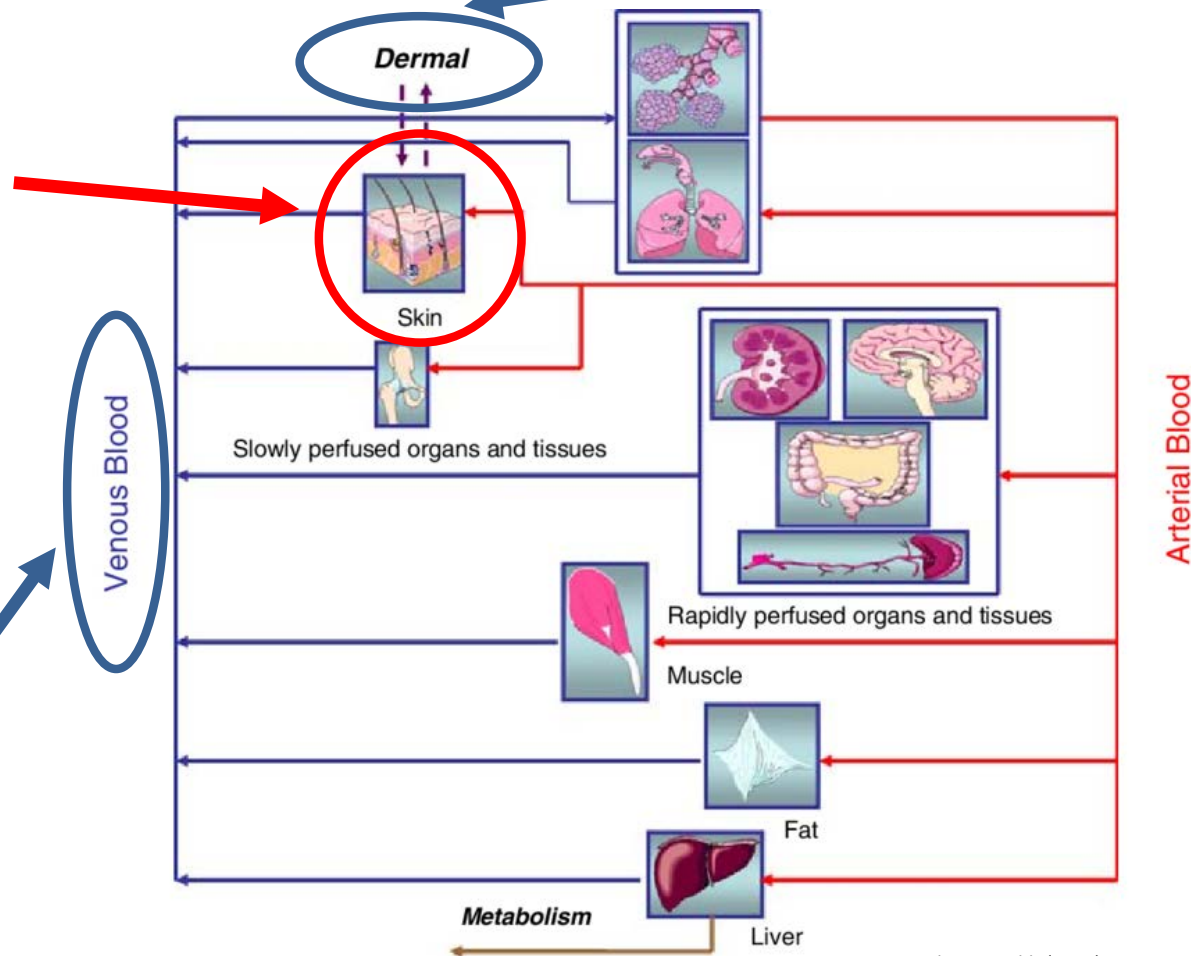 Dermal
Skin
Slowly perfused organs and tissues
Venous Blood
Arterial Blood
Rapidly perfused organs and tissues
Muscle
Fat
Metabolism
Liver